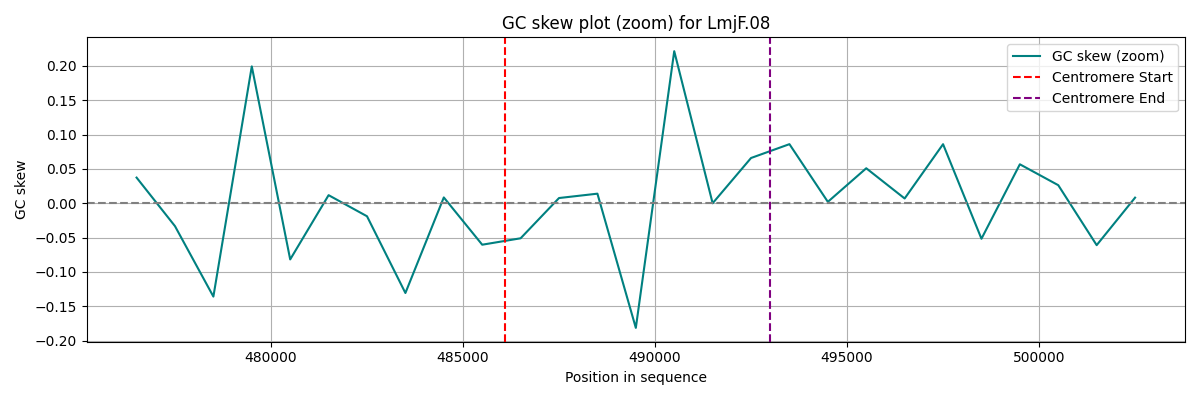 GC skew plot (zoom) for LmjF.08
GC skew (zoom)
Centromere Start
Centromere End
GC skew
0.20
0.15
0.10
0.05
0.00
−0.05
−0.10
−0.15
−0.20
480000
485000
490000
495000
500000
Position in sequence